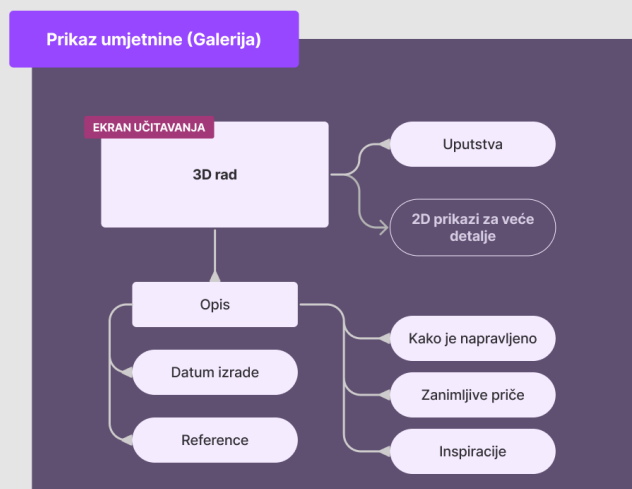 Prikaz umjetnine (Galerija)
EKRAN UČITAVANJA
3D rad
Uputstva
2D prikazi za veće
detalje
Opis
Kako je napravljeno
Datum izrade
Zanimljive priče
Reference
Inspiracije